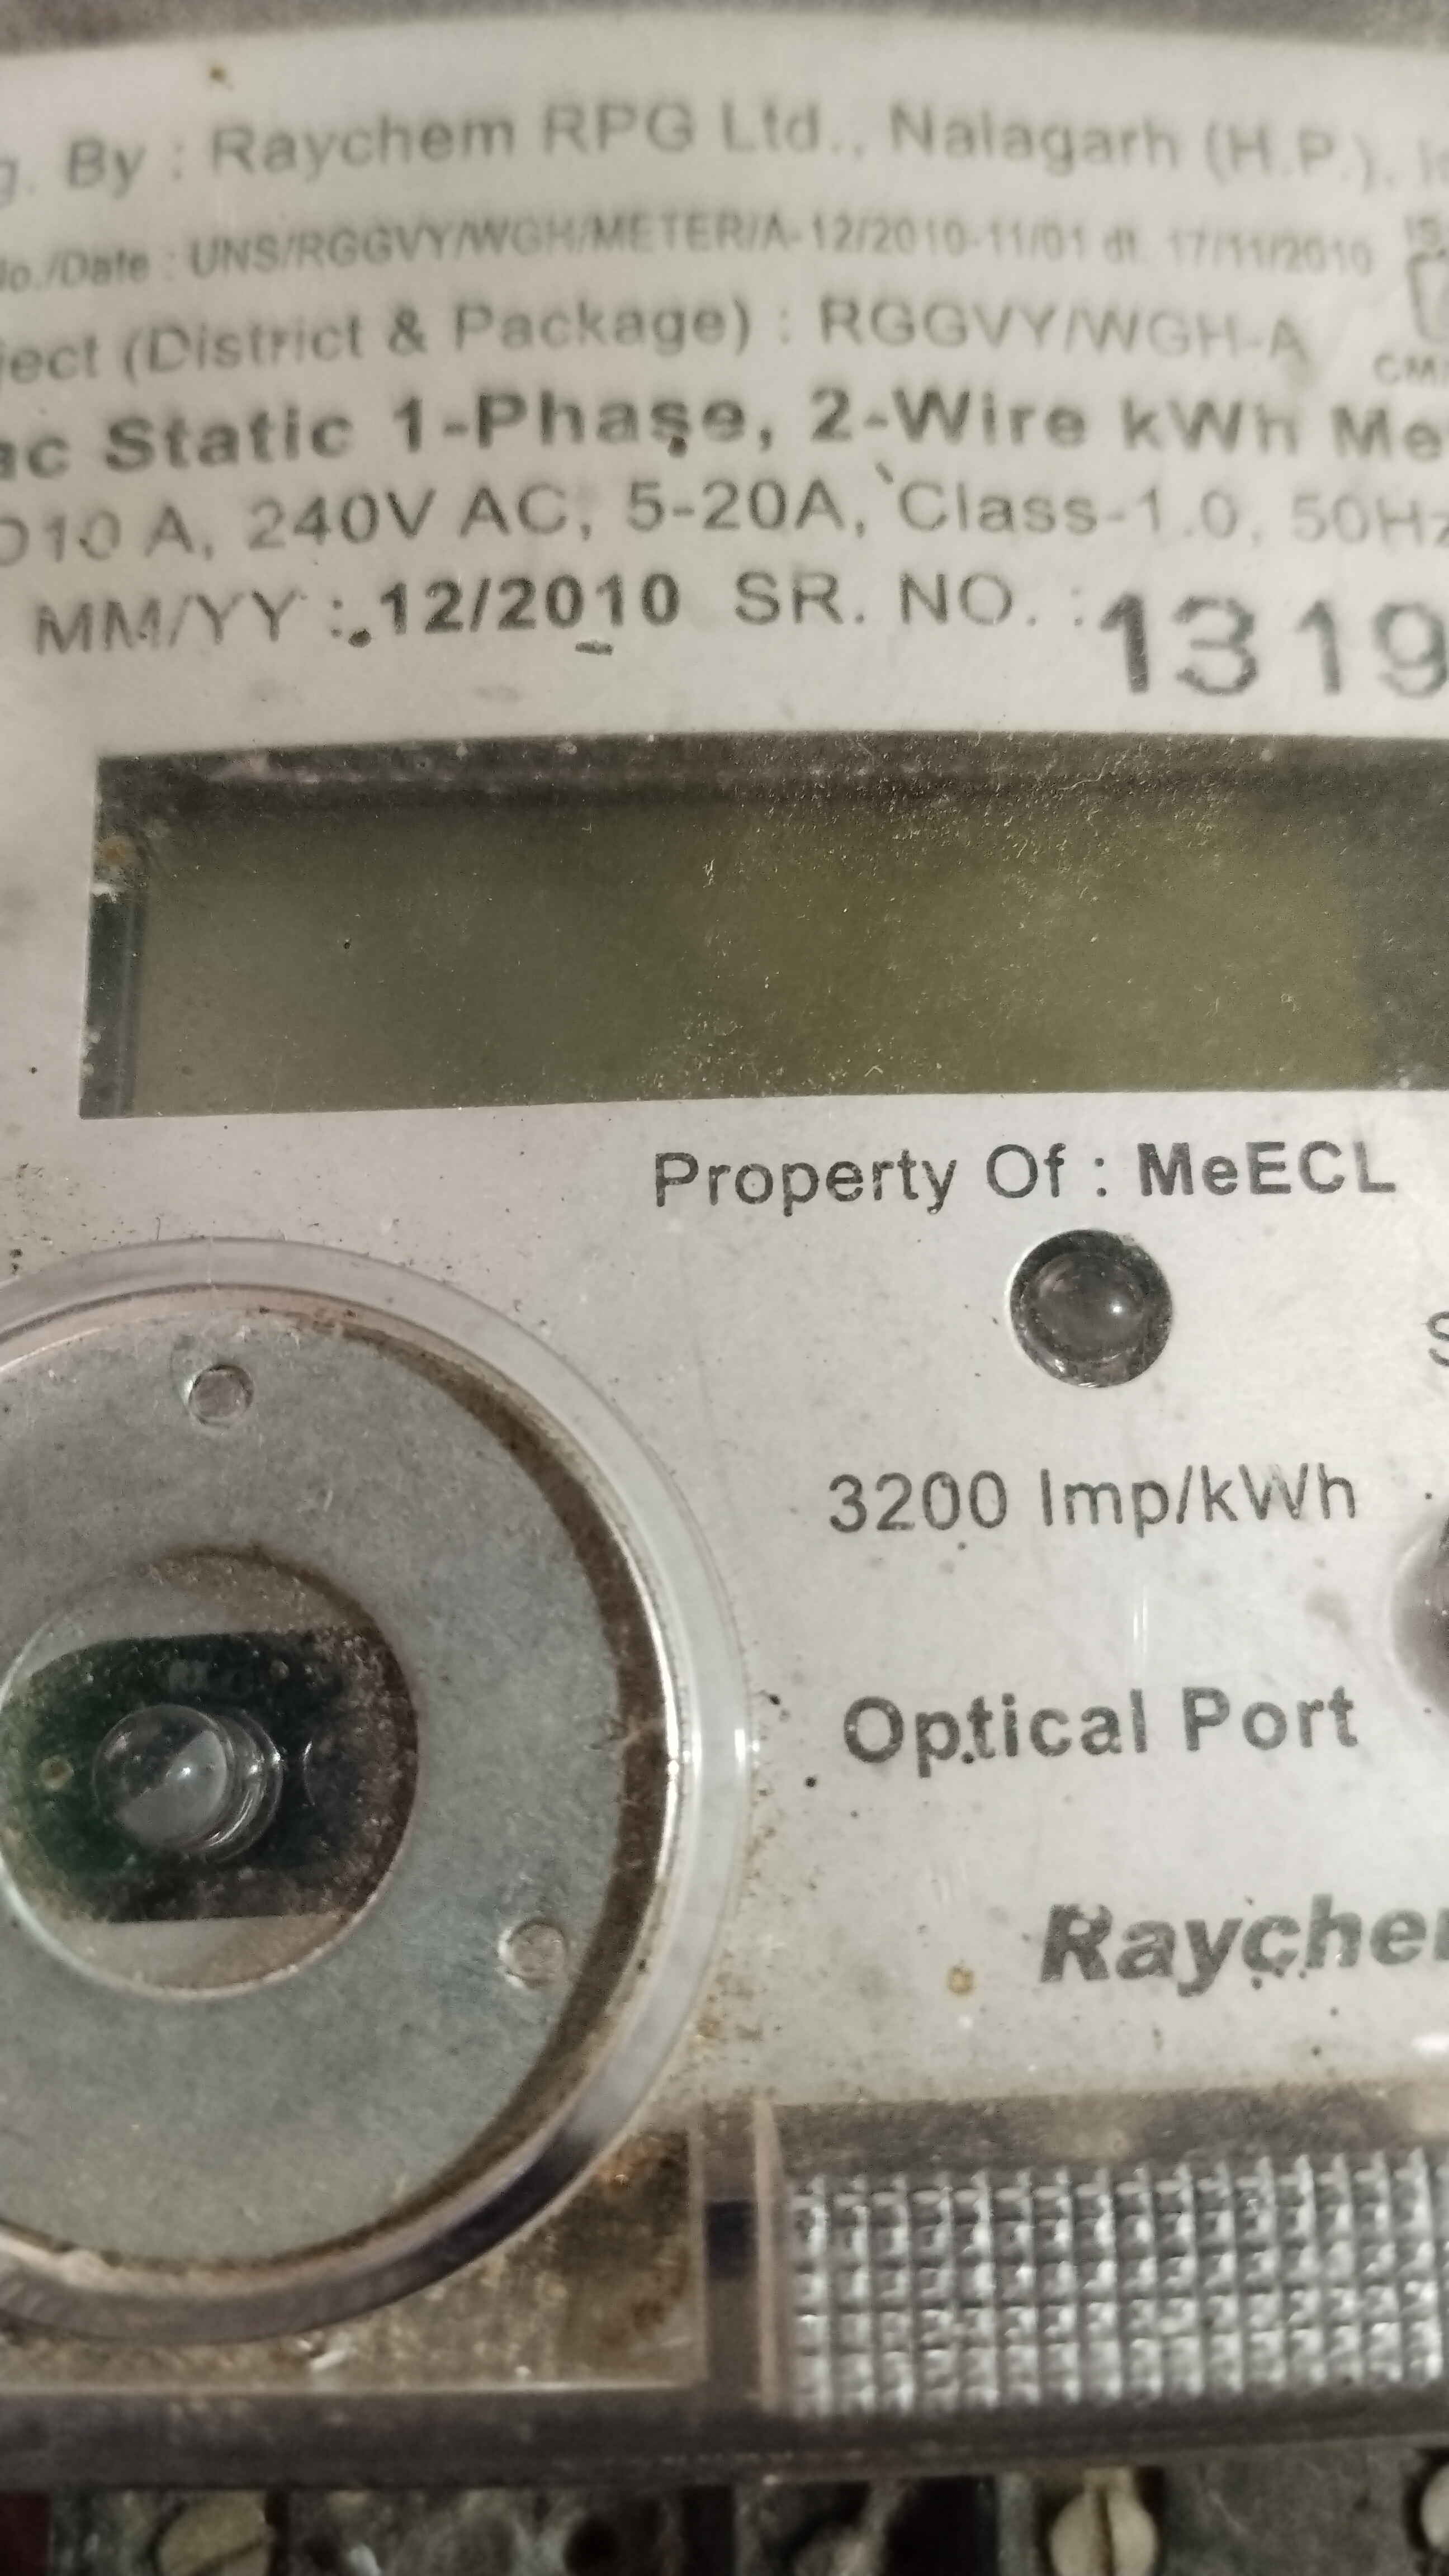 g. By : Raychem RPG Ltd., Nalagarh (H.P.),
No./Date : UNS/RGGVY/WGH/METER/A-12/2010-11/01 dt. 17/11/2010
ject (District & Package) : RGGVY/WGH-A
ac Static 1-Phase, 2-Wire kWh Me
D10 A, 240V AC, 5-20A, Class-1.0, 50Hz
MM/YY : 12/2010 SR. NO. : 1319
Property Of : MeECL
3200 Imp/kWh
Optical Port
Rayche